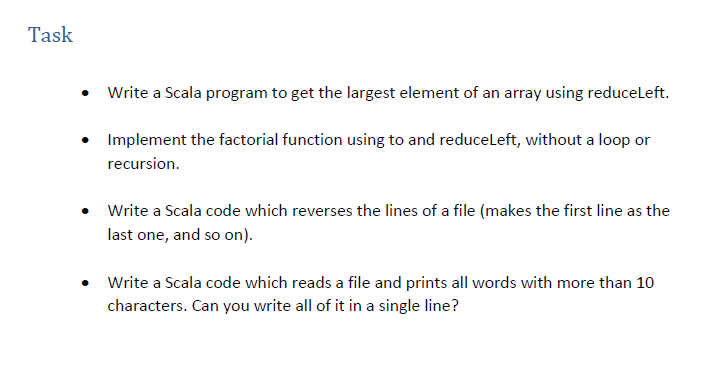 Task
• Write a Scala program to get the largest element of an array using reduceLeft.
• Implement the factorial function using to and reduceLeft, without a loop or
recursion.
• Write a Scala code which reverses the lines of a file (makes the first line as the
last one, and so on).
• Write a Scala code which reads a file and prints all words with more than 10
characters. Can you write all of it in a single line?